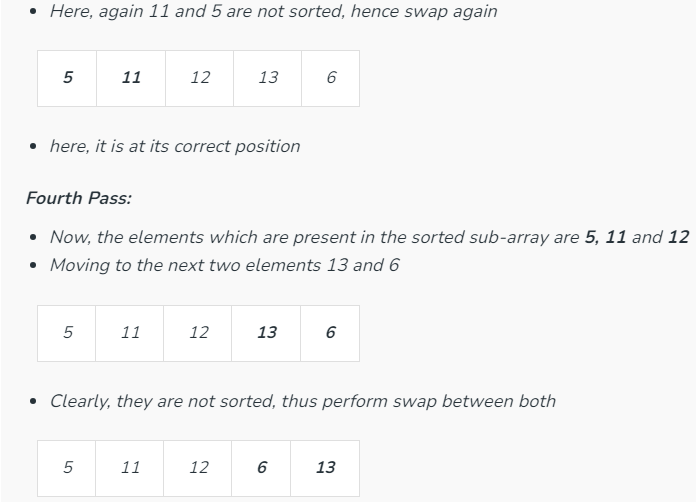 Here, again 11 and 5 are not sorted, hence swap again
5 11 12 13 6
here, it is at its correct position
Fourth Pass:
Now, the elements which are present in the sorted sub-array are 5, 11 and 12
Moving to the next two elements 13 and 6
5 11 12 13 6
Clearly, they are not sorted, thus perform swap between both
5 11 12 6 13